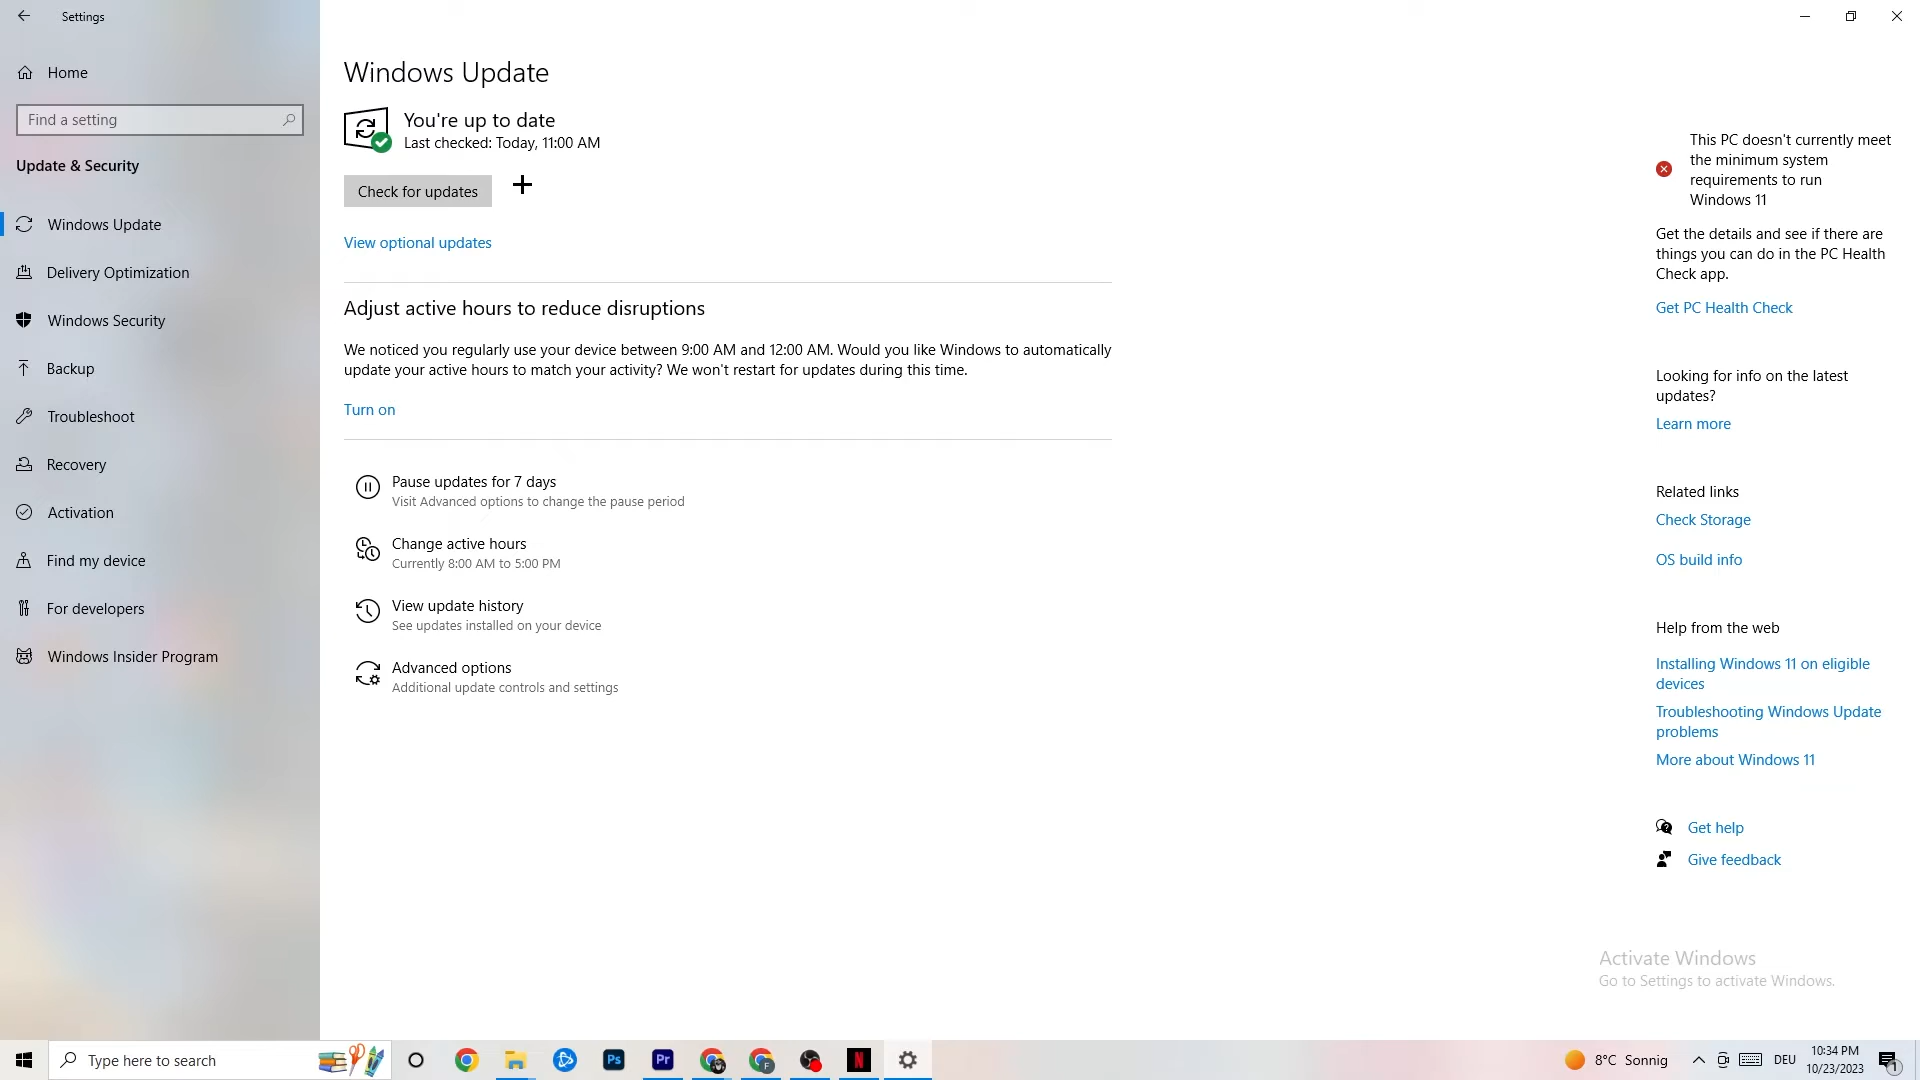 Settings
Home
Find a setting
Update & Security
Windows Update
Delivery Optimization
Windows Security
Backup
Troubleshoot
Recovery
Activation
Find my device
For developers
Windows Insider Program
Windows Update
You're up to date
Last checked: Today, 11:00 AM
Check for updates
View optional updates
Adjust active hours to reduce disruptions
We noticed you regularly use your device between 9:00 AM and 12:00 AM. Would you like Windows to automatically
update your active hours to match your activity? We won't restart for updates during this time.
Turn on
Pause updates for 7 days
Visit Advanced options to change the pause period
Change active hours
Currently 8:00 AM to 5:00 PM
View update history
See updates installed on your device
Advanced options
Additional update controls and settings
This PC doesn't currently meet
the minimum system
requirements to run
Windows 11
Get the details and see if there are
things you can do in the PC Health
Check app.
Get PC Health Check
Looking for info on the latest
updates?
Learn more
Related links
Check Storage
OS build info
Help from the web
Installing Windows 11 on eligible
devices
Troubleshooting Windows Update
problems
More about Windows 11
Get help
Give feedback
Activate Windows
Go to Settings to activate Windows.
Type here to search
Ps
Pr
F
N
8°C Sonnig
DEU
10:34 PM
10/23/2023
1